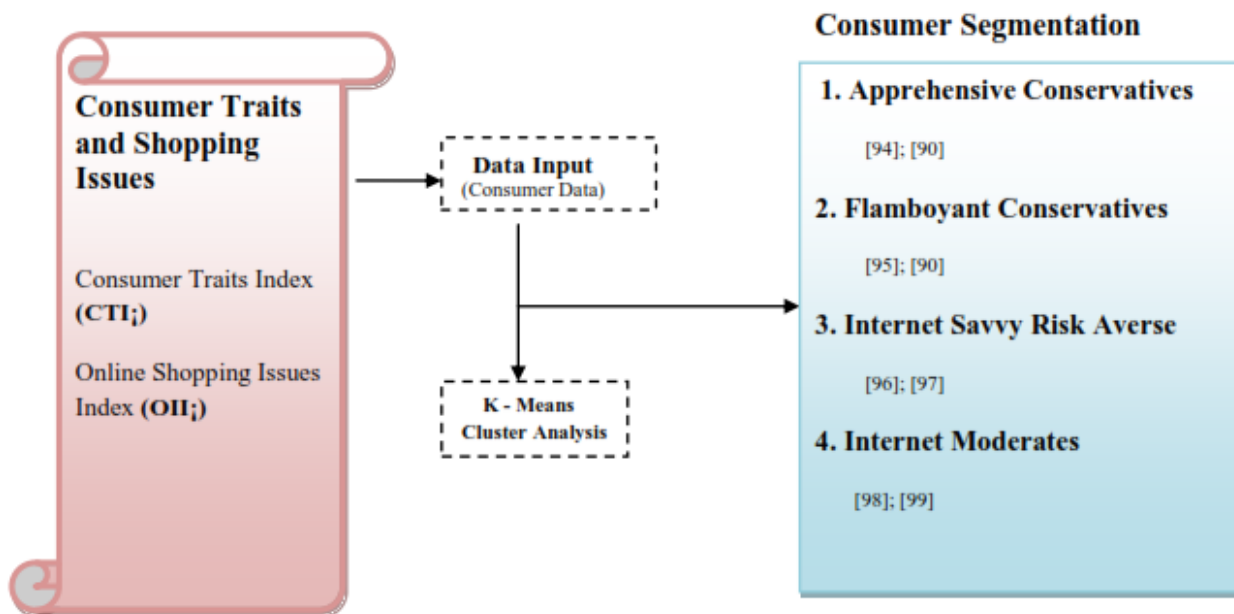 Consumer Segmentation
Consumer Traits
and Shopping
Issues
Consumer Traits Index
(CTI¡)
Online Shopping Issues
Index (OII¡)
Data Input
(Consumer Data)
K - Means
Cluster Analysis
1. Apprehensive Conservatives
[94]; [90]
2. Flamboyant Conservatives
[95]; [90]
3. Internet Savvy Risk Averse
[96]; [97]
4. Internet Moderates
[98]; [99]